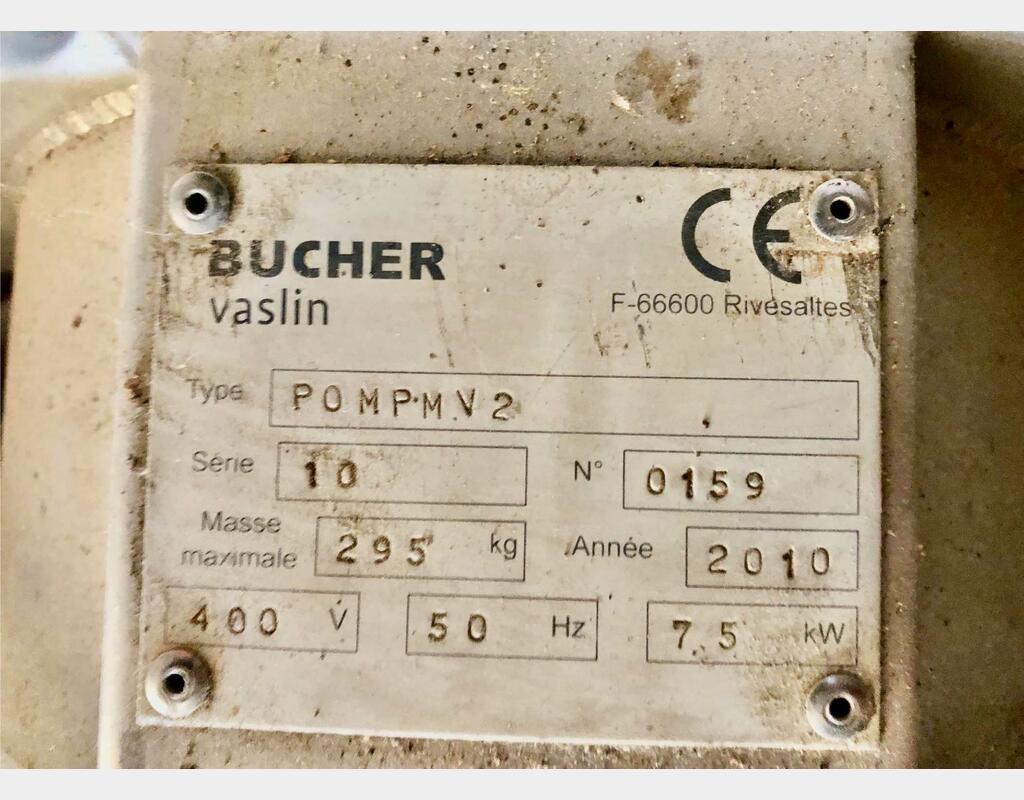 CE
BUCHER
vaslin
F-66600 Rivesaltes
Type POMPMV2
Série 10 N° 0159
Masse maximale 295 kg Année 2010
400 V 50 Hz 7.5 kW